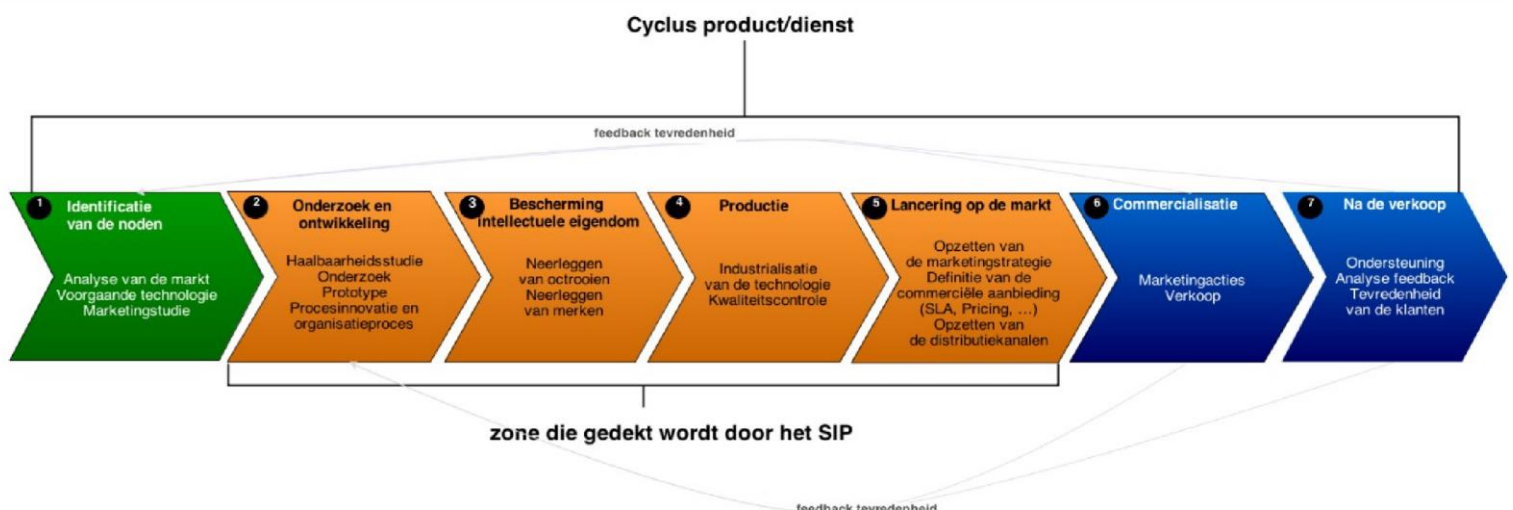 Cyclus product/dienst
feedback tevredenheid
1 Identificatie
van de noden
Analyse van de markt
Voorgaande technologie
Marketingstudie
2 Onderzoek en
ontwikkeling
Haalbaarheidsstudie
Onderzoek
Prototype
Procesinnovatie en
organisatieproces
3 Bescherming
intellectuele eigendom
Neerleggen
van octrooien
Neerleggen
van merken
4 Productie
Industrialisatie
van de technologie
Kwaliteitscontrole
5 Lancering op de markt
Opzetten van
de marketingstrategie
Definitie van de
commerciële aanbieding
(SLA, Pricing, ...)
Opzetten van
de distributiekanalen
6 Commercialisatie
Marketingacties
Verkoop
7 Na de verkoop
Ondersteuning
Analyse feedback
Tevredenheid
van de klanten
zone die gedekt wordt door het SIP
feedback tevredenheid